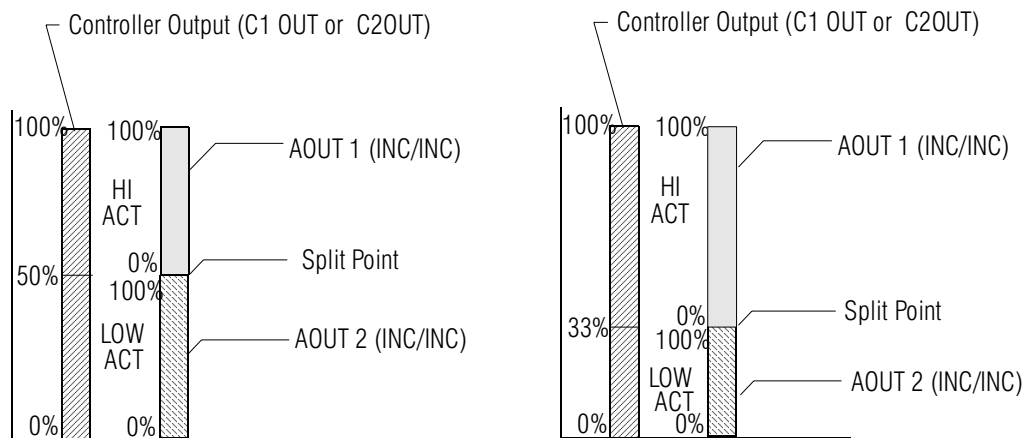 Controller Output (C1 OUT or C2OUT)
100%
100%
AOUT 1 (INC/INC)
HI
ACT
0%
Split Point
50%
100%
LOW
ACT
AOUT 2 (INC/INC)
0%
0%
Controller Output (C1 OUT or C2OUT)
100%
100%
AOUT 1 (INC/INC)
HI
ACT
0%
Split Point
33%
100%
LOW
ACT
AOUT 2 (INC/INC)
0%
0%